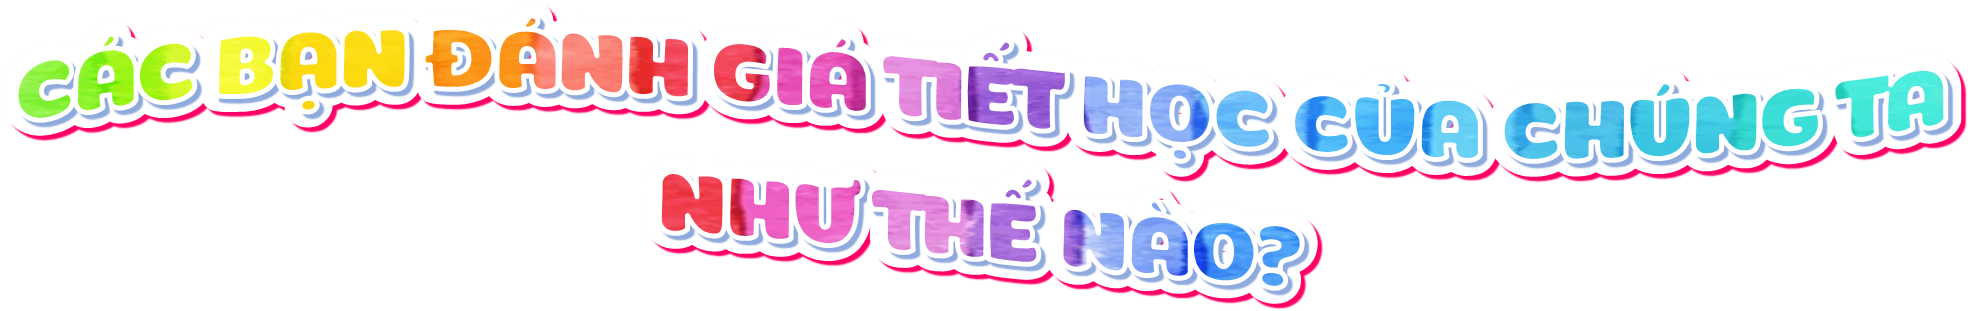 CÁC BẠN ĐÁNH GIÁ TIẾT HỌC CỦA CHÚNG TA
NHƯ THẾ NÀO?